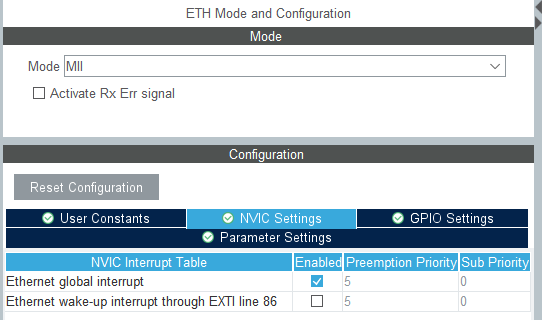 ETH Mode and Configuration
Mode
Mode MII
Activate Rx Err signal
Configuration
Reset Configuration
User Constants NVIC Settings GPIO Settings
Parameter Settings
NVIC Interrupt Table Enabled Preemption Priority Sub Priority
Ethernet global interrupt 5 0
Ethernet wake-up interrupt through EXTI line 86 5 0